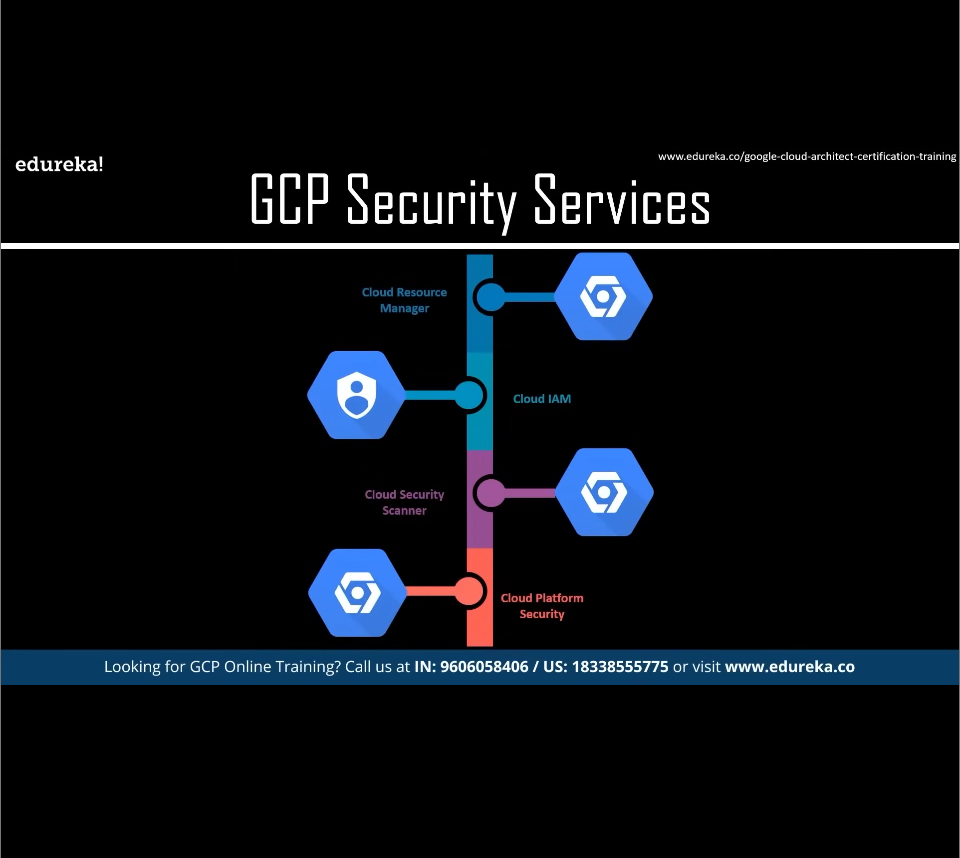 edureka!
www.edureka.co/google-cloud-architect-certification-training
GCP Security Services
Cloud Resource
Manager
Cloud IAM
Cloud Security
Scanner
Cloud Platform
Security
Looking for GCP Online Training? Call us at IN: 9606058406 / US: 18338555775 or visit www.edureka.co